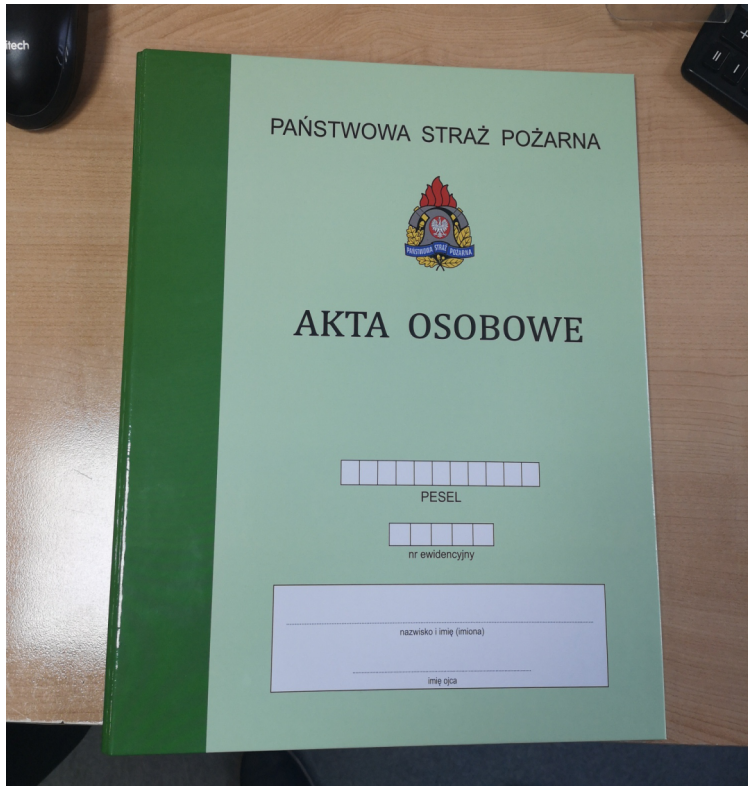 itech
PAŃSTWOWA STRAŻ POŻARNA
PAŃSTWOWA STRAŻ POŻARNA
AKTA OSOBOWE
PESEL
nr ewidencyjny
nazwisko i imię (imiona)
imię ojca